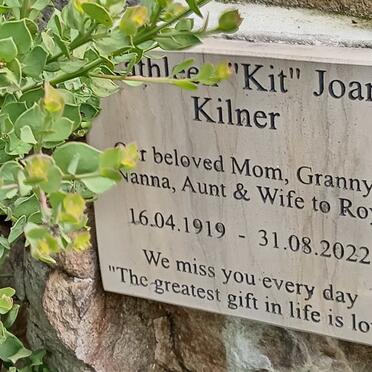 "Kit" Joan
Kilner
Our beloved Mom, Granny
Nanna, Aunt & Wife to Roy
16.04.1919 - 31.08.2022
We miss you every day
"The greatest gift in life is lo